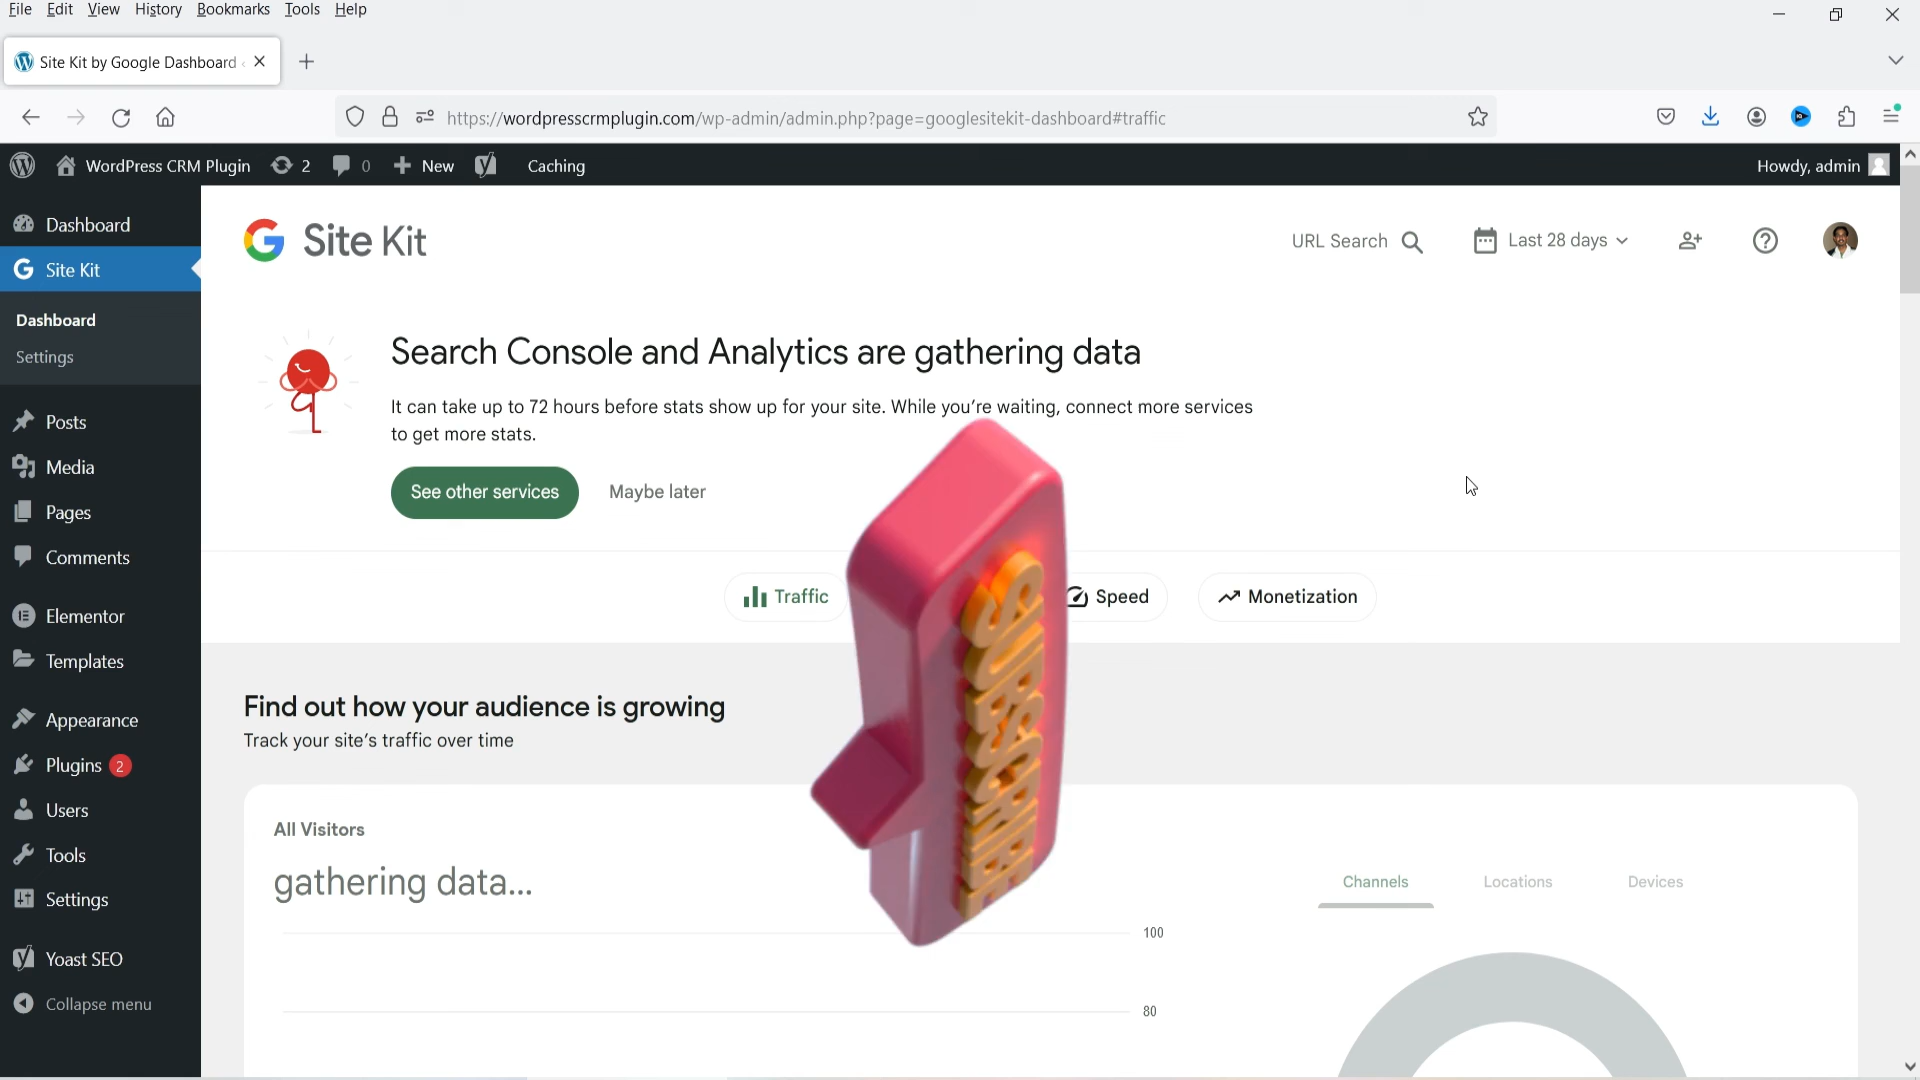 File Edit View History Bookmarks Tools Help
Site Kit by Google Dashboard
https://wordpresscrmplugin.com/wp-admin/admin.php?page=googlesitekit-dashboard#traffic
WordPress CRM Plugin 2 0 New Caching Howdy, admin
Dashboard
Site Kit
Dashboard
Settings
Posts
Media
Pages
Comments
Elementor
Templates
Appearance
Plugins 2
Users
Tools
Settings
Yoast SEO
Collapse menu
Site Kit
URL Search Last 28 days
Search Console and Analytics are gathering data
It can take up to 72 hours before stats show up for your site. While you're waiting, connect more services
to get more stats.
See other services Maybe later
Traffic Speed Monetization
SUBSCRIBE
Find out how your audience is growing
Track your site's traffic over time
All Visitors
gathering data...
Channels Locations Devices
100
80